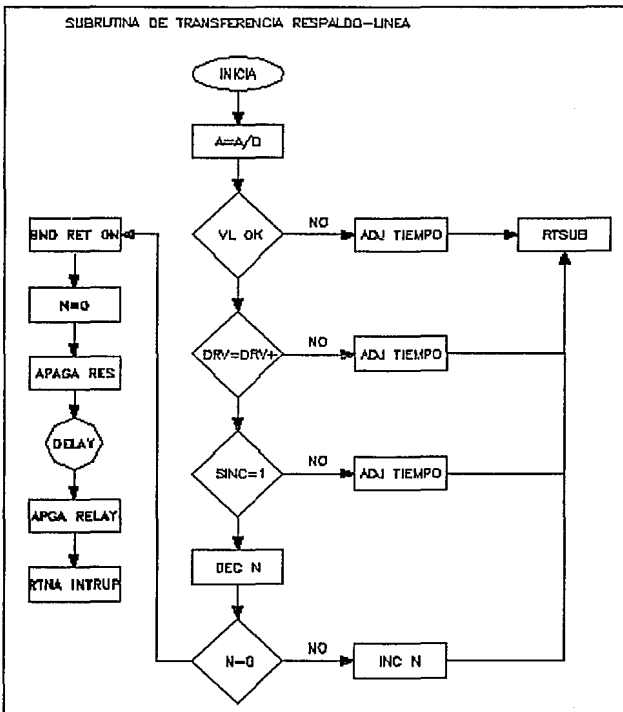 SUBRUTINA DE TRANSFERENCIA RESPALDO-LINEA
INICIA
A=A/D
VL OK
NO
ADJ TIEMPO
RTSUB
DRV=DRV+
NO
ADJ TIEMPO
SINC=1
NO
ADJ TIEMPO
DEC N
N=0
NO
INC N
BND RET ON
N=0
APAGA RES
DELAY
APGA RELAY
RTNA INTRUP